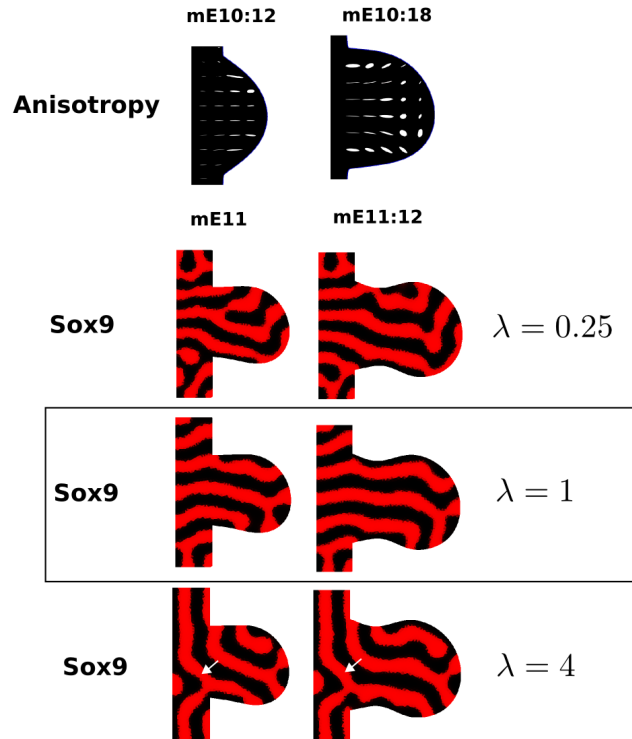 mE10:12 mE10:18
Anisotropy
mE11 mE11:12
Sox9 λ = 0.25
Sox9 λ = 1
Sox9 λ = 4